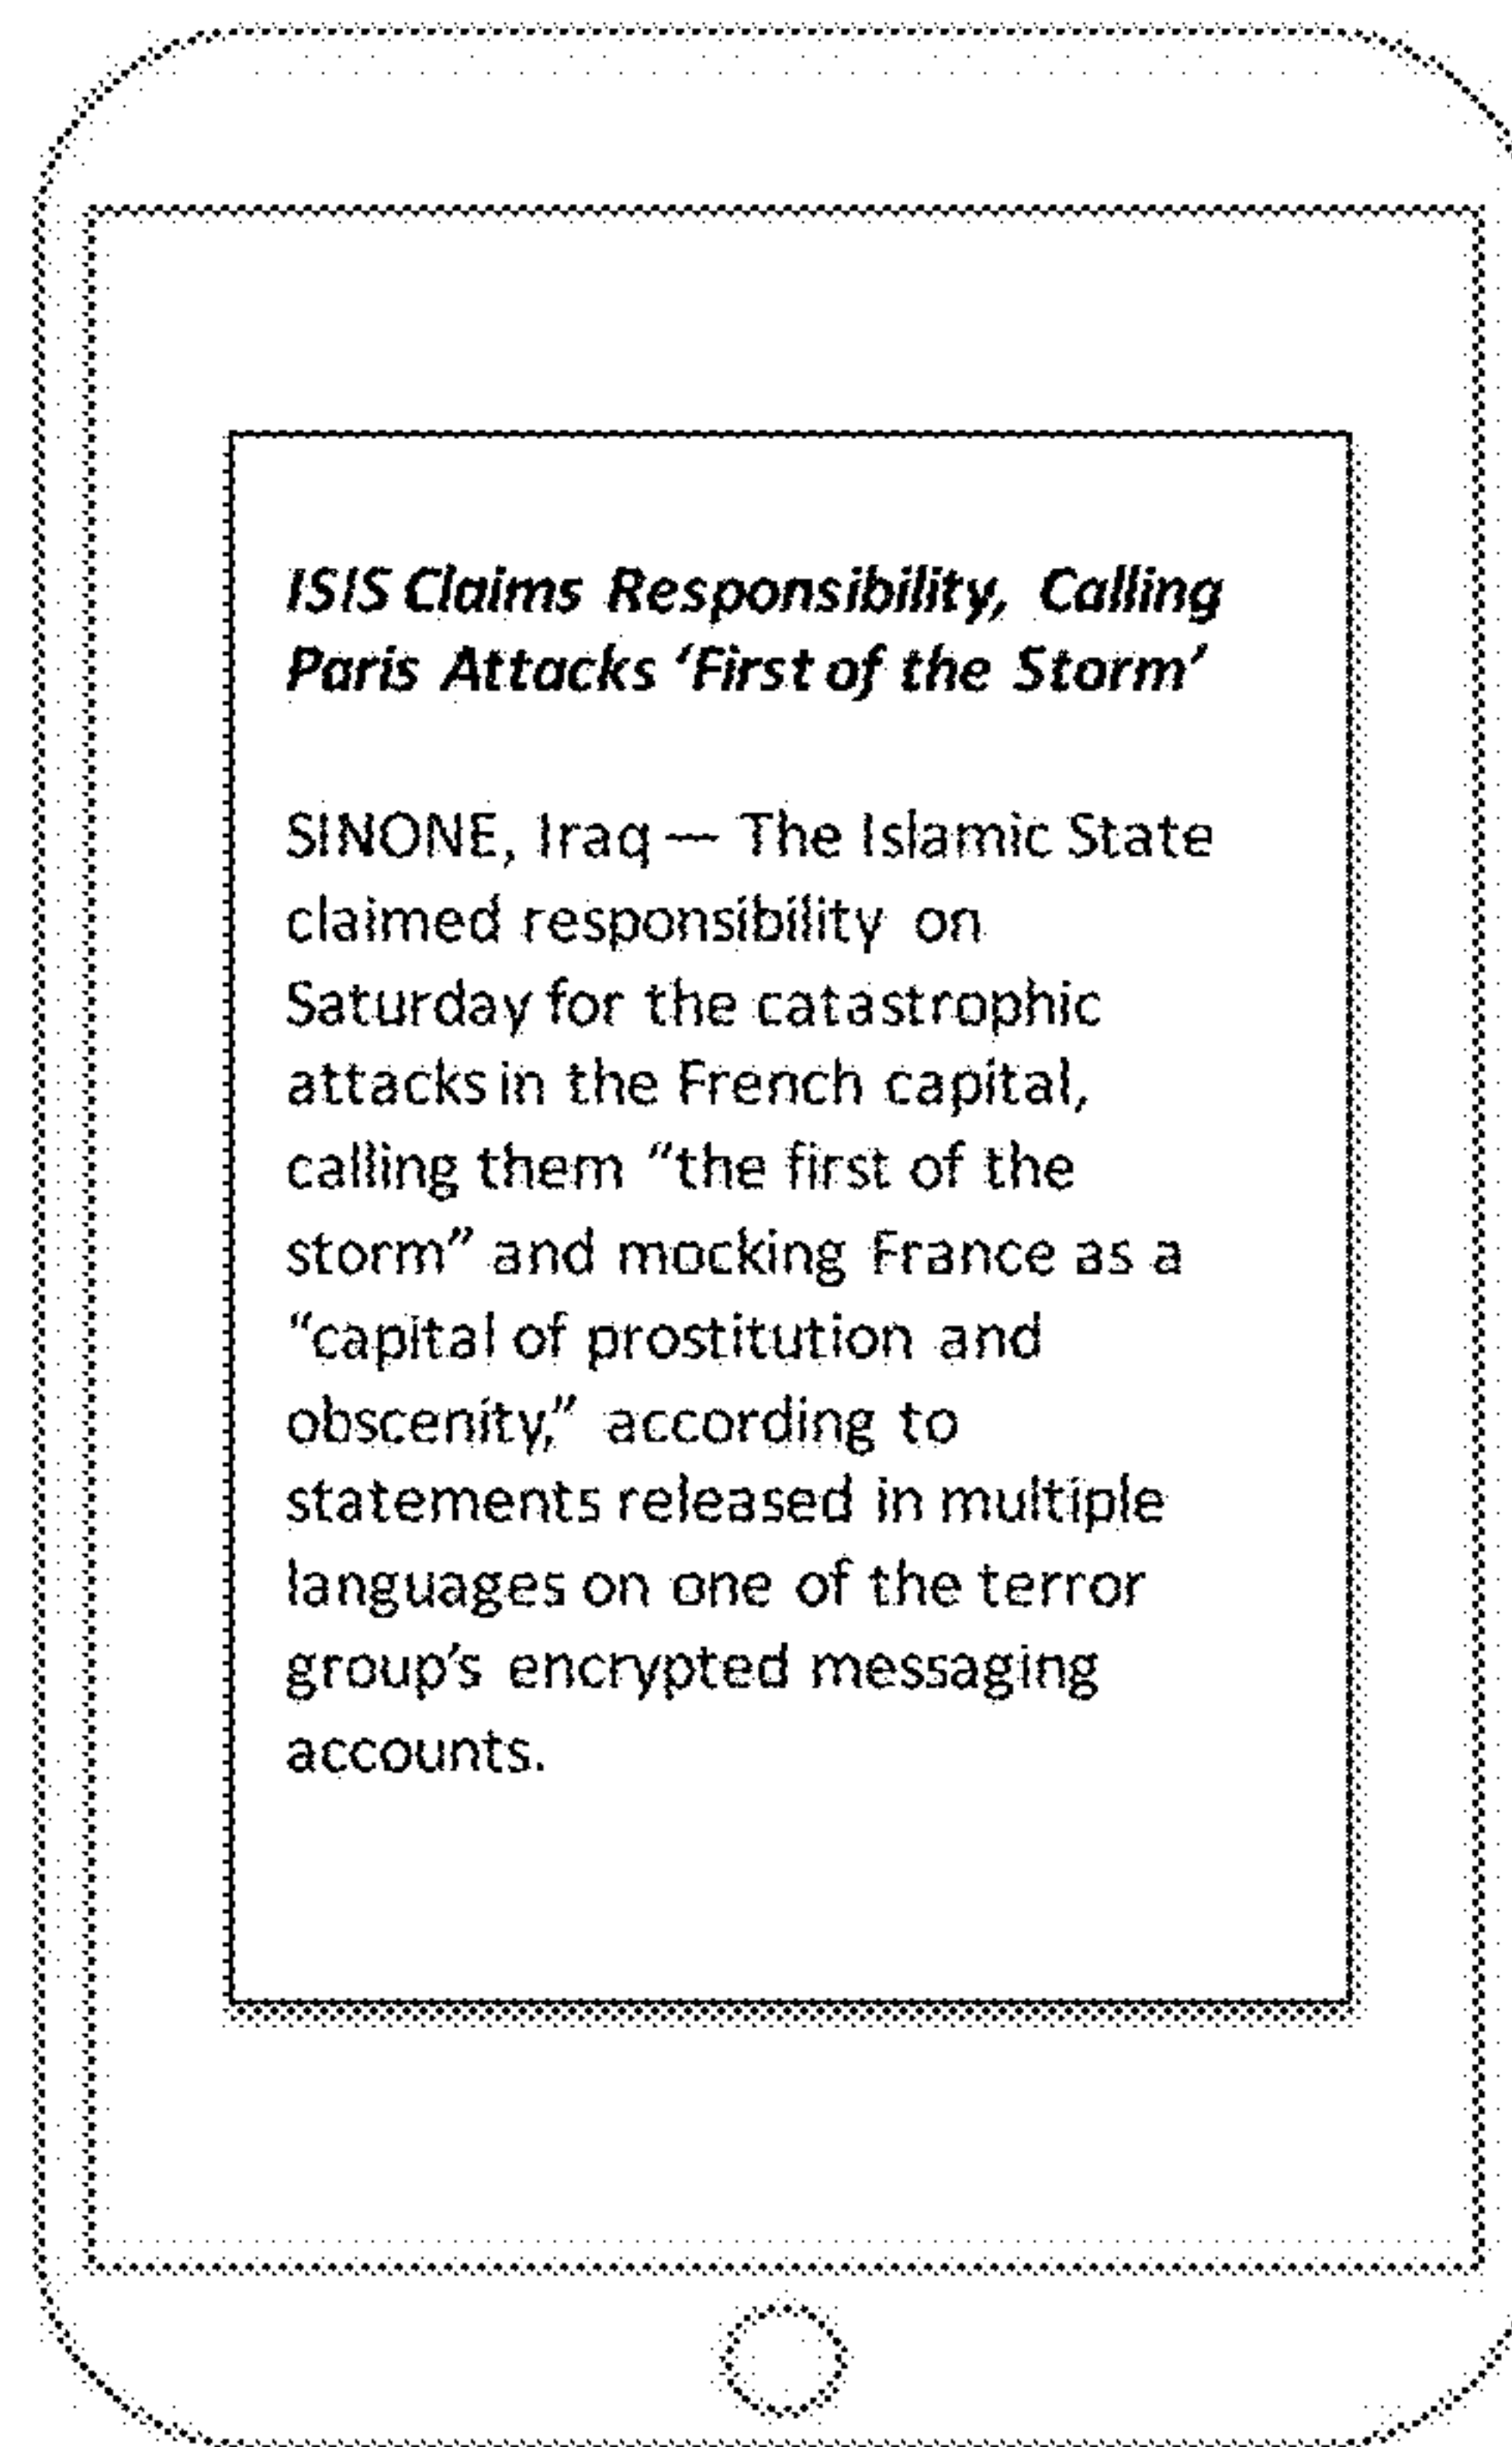 ISIS Claims Responsibility, Calling
Paris Attacks ‘First of the Storm’
SINONE, Iraq — The Islamic State
claimed responsibility on
Saturday for the catastrophic
attacks in the French capital,
calling them “the first of the
storm” and mocking France as a
“capital of prostitution and
obscenity,” according to
statements released in multiple
languages on one of the terror
group’s encrypted messaging
accounts.